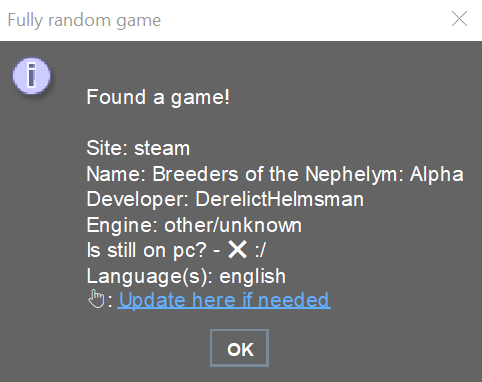 Fully random game
Found a game!
Site: steam
Name: Breeders of the Nephelym: Alpha
Developer: DerelictHelmsman
Engine: other/unknown
Is still on pc? - ❌ :/
Language(s): english
👆: Update here if needed
OK